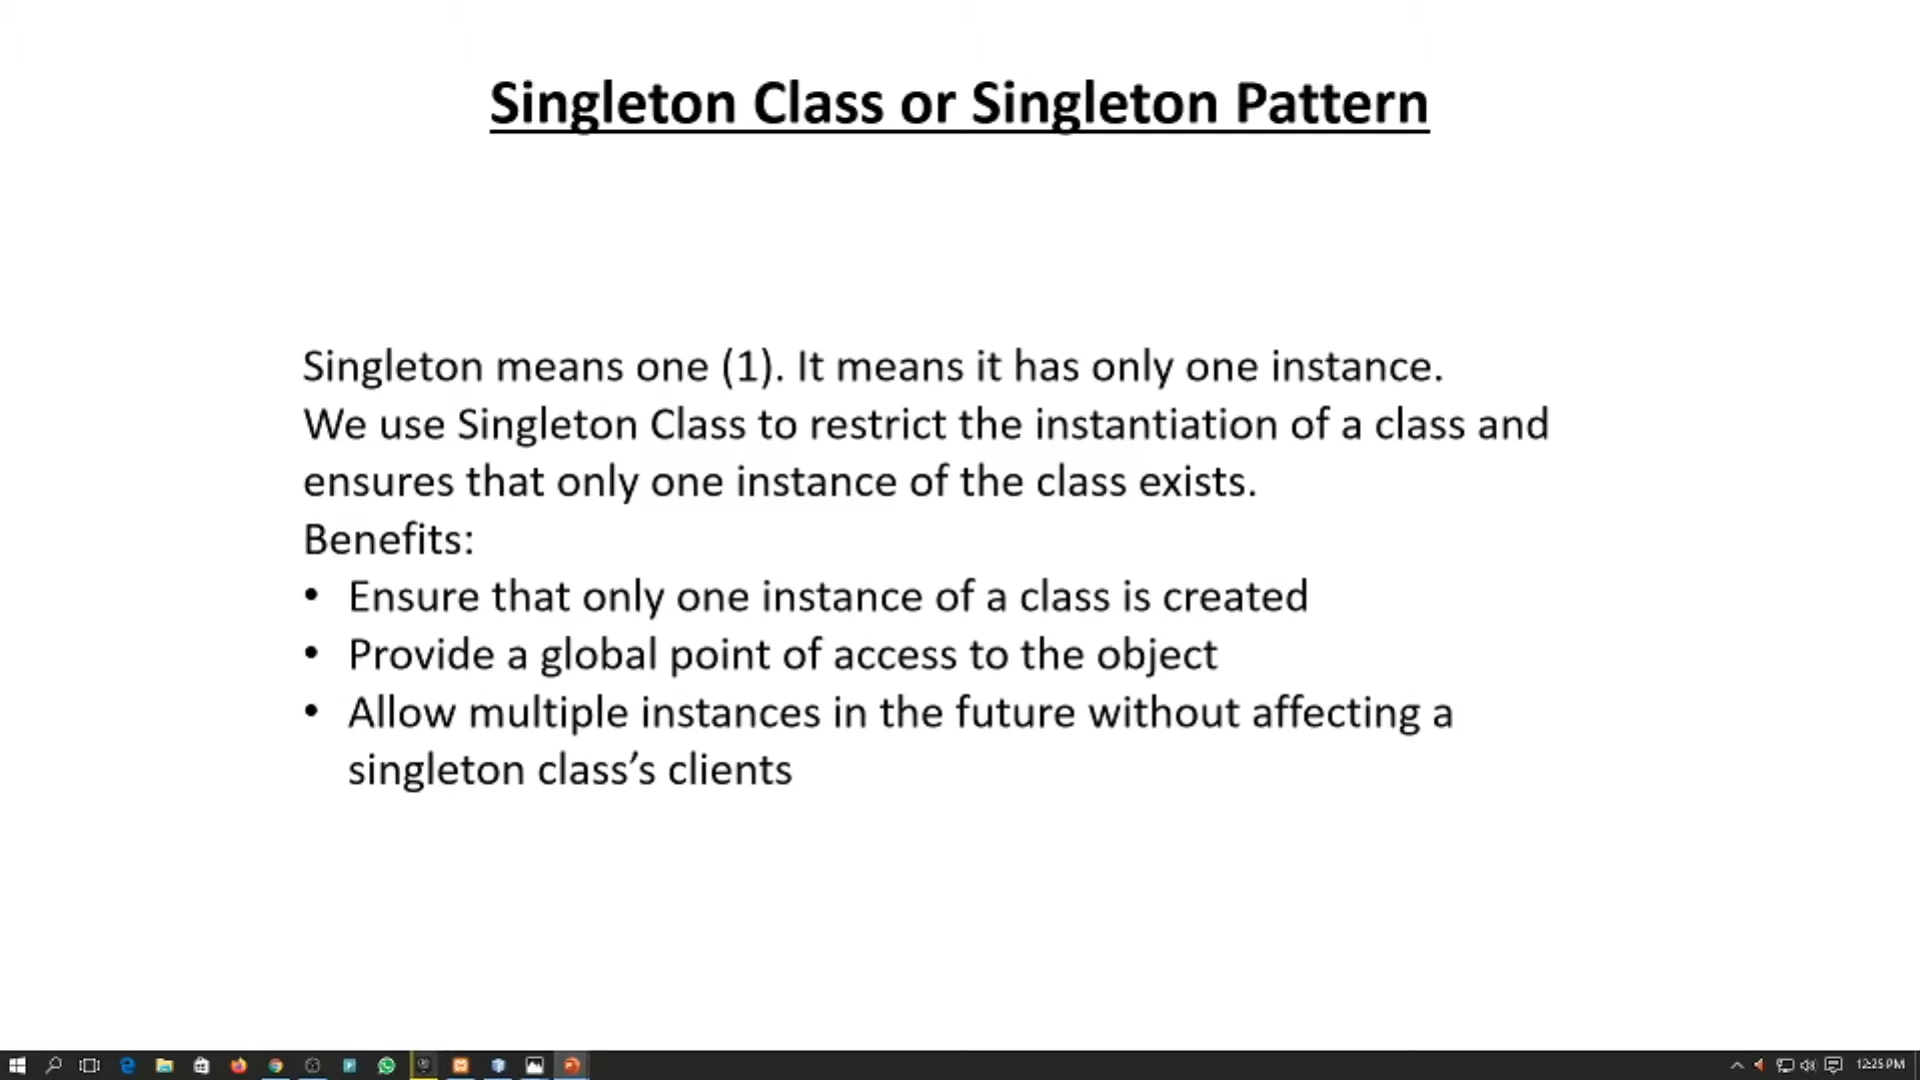 Singleton Class or Singleton Pattern
Singleton means one (1). It means it has only one instance.
We use Singleton Class to restrict the instantiation of a class and
ensures that only one instance of the class exists.
Benefits:
• Ensure that only one instance of a class is created
• Provide a global point of access to the object
• Allow multiple instances in the future without affecting a
singleton class’s clients
12:25 PM